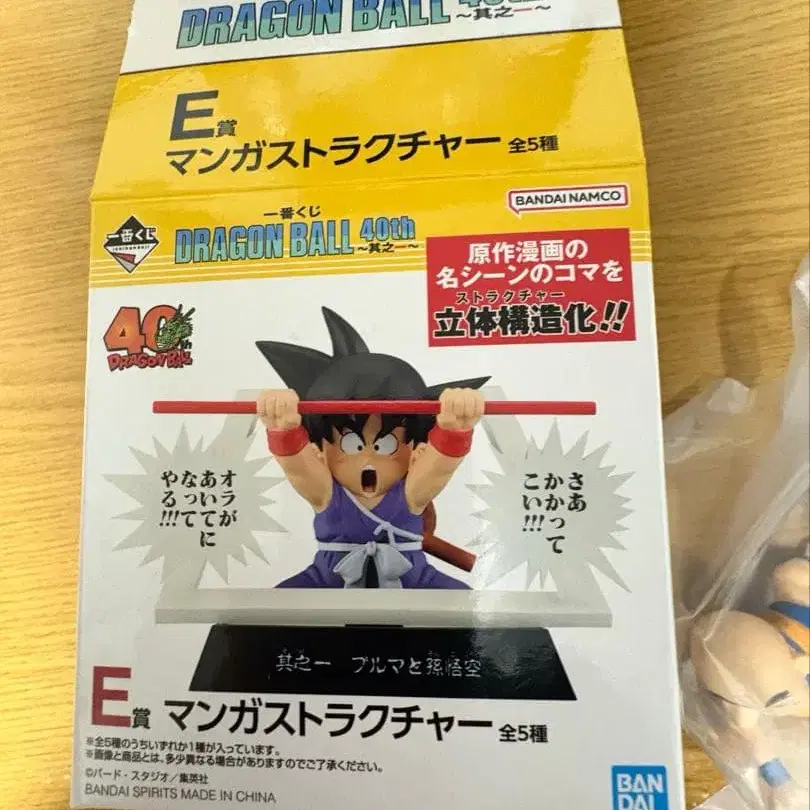 DRAGON BALL 40th
~其之一~
E賞
マンガストラクチャー 全5種
BANDAI NAMCO
一番くじ
一番くじ
DRAGON BALL 40th
~其之一~
原作漫画の
名シーンのコマを
ストラクチャー
立体構造化!!
40th
DRAGON BALL
さあ
かかって
こい!!!
オラが
あいてに
なって
やる!!!
其之一 ブルマと孫悟空
E賞 マンガストラクチャー 全5種
※全5種のうちいずれか1種が入っています。
※画像と商品とは、多少異なる場合がありますのでご了承ください。
©バード・スタジオ/集英社
BANDAI SPIRITS MADE IN CHINA
BAN
DAI